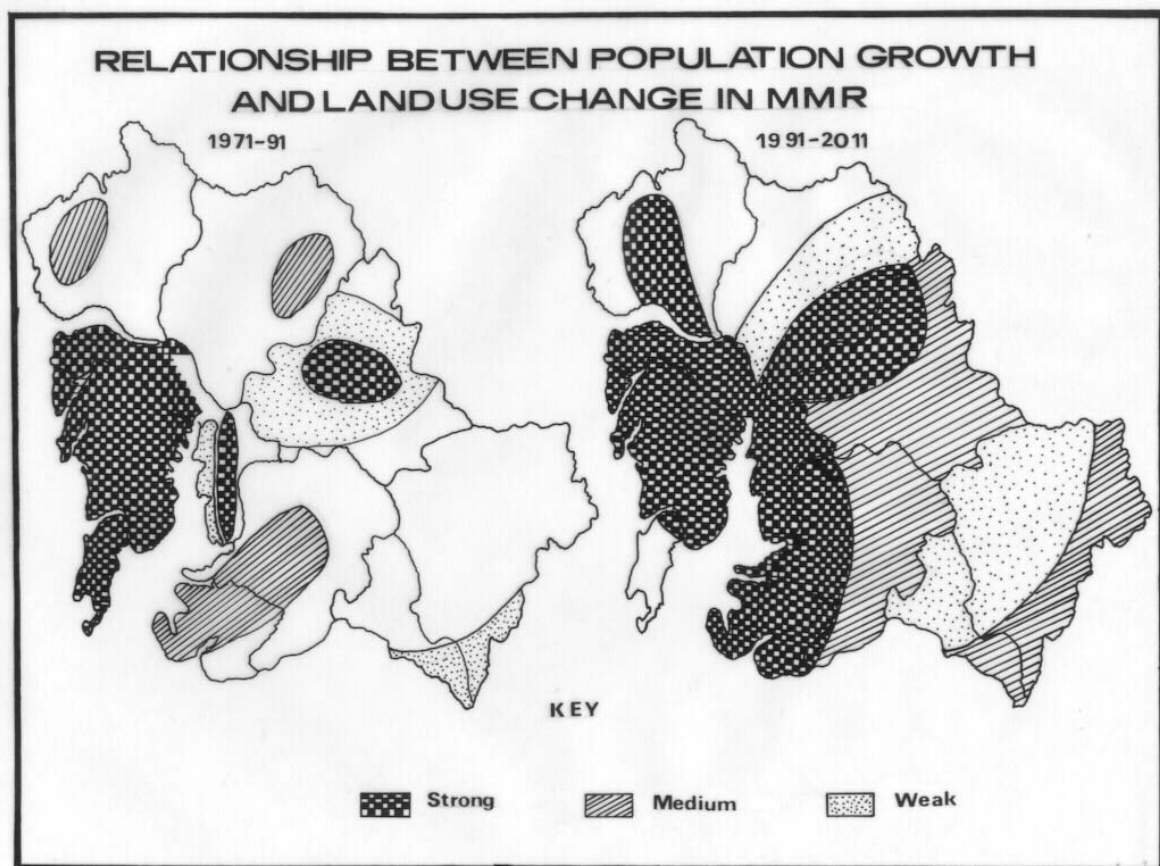 RELATIONSHIP BETWEEN POPULATION GROWTH
AND LANDUSE CHANGE IN MMR
1971-91
1991-2011
KEY
Strong
Medium
Weak